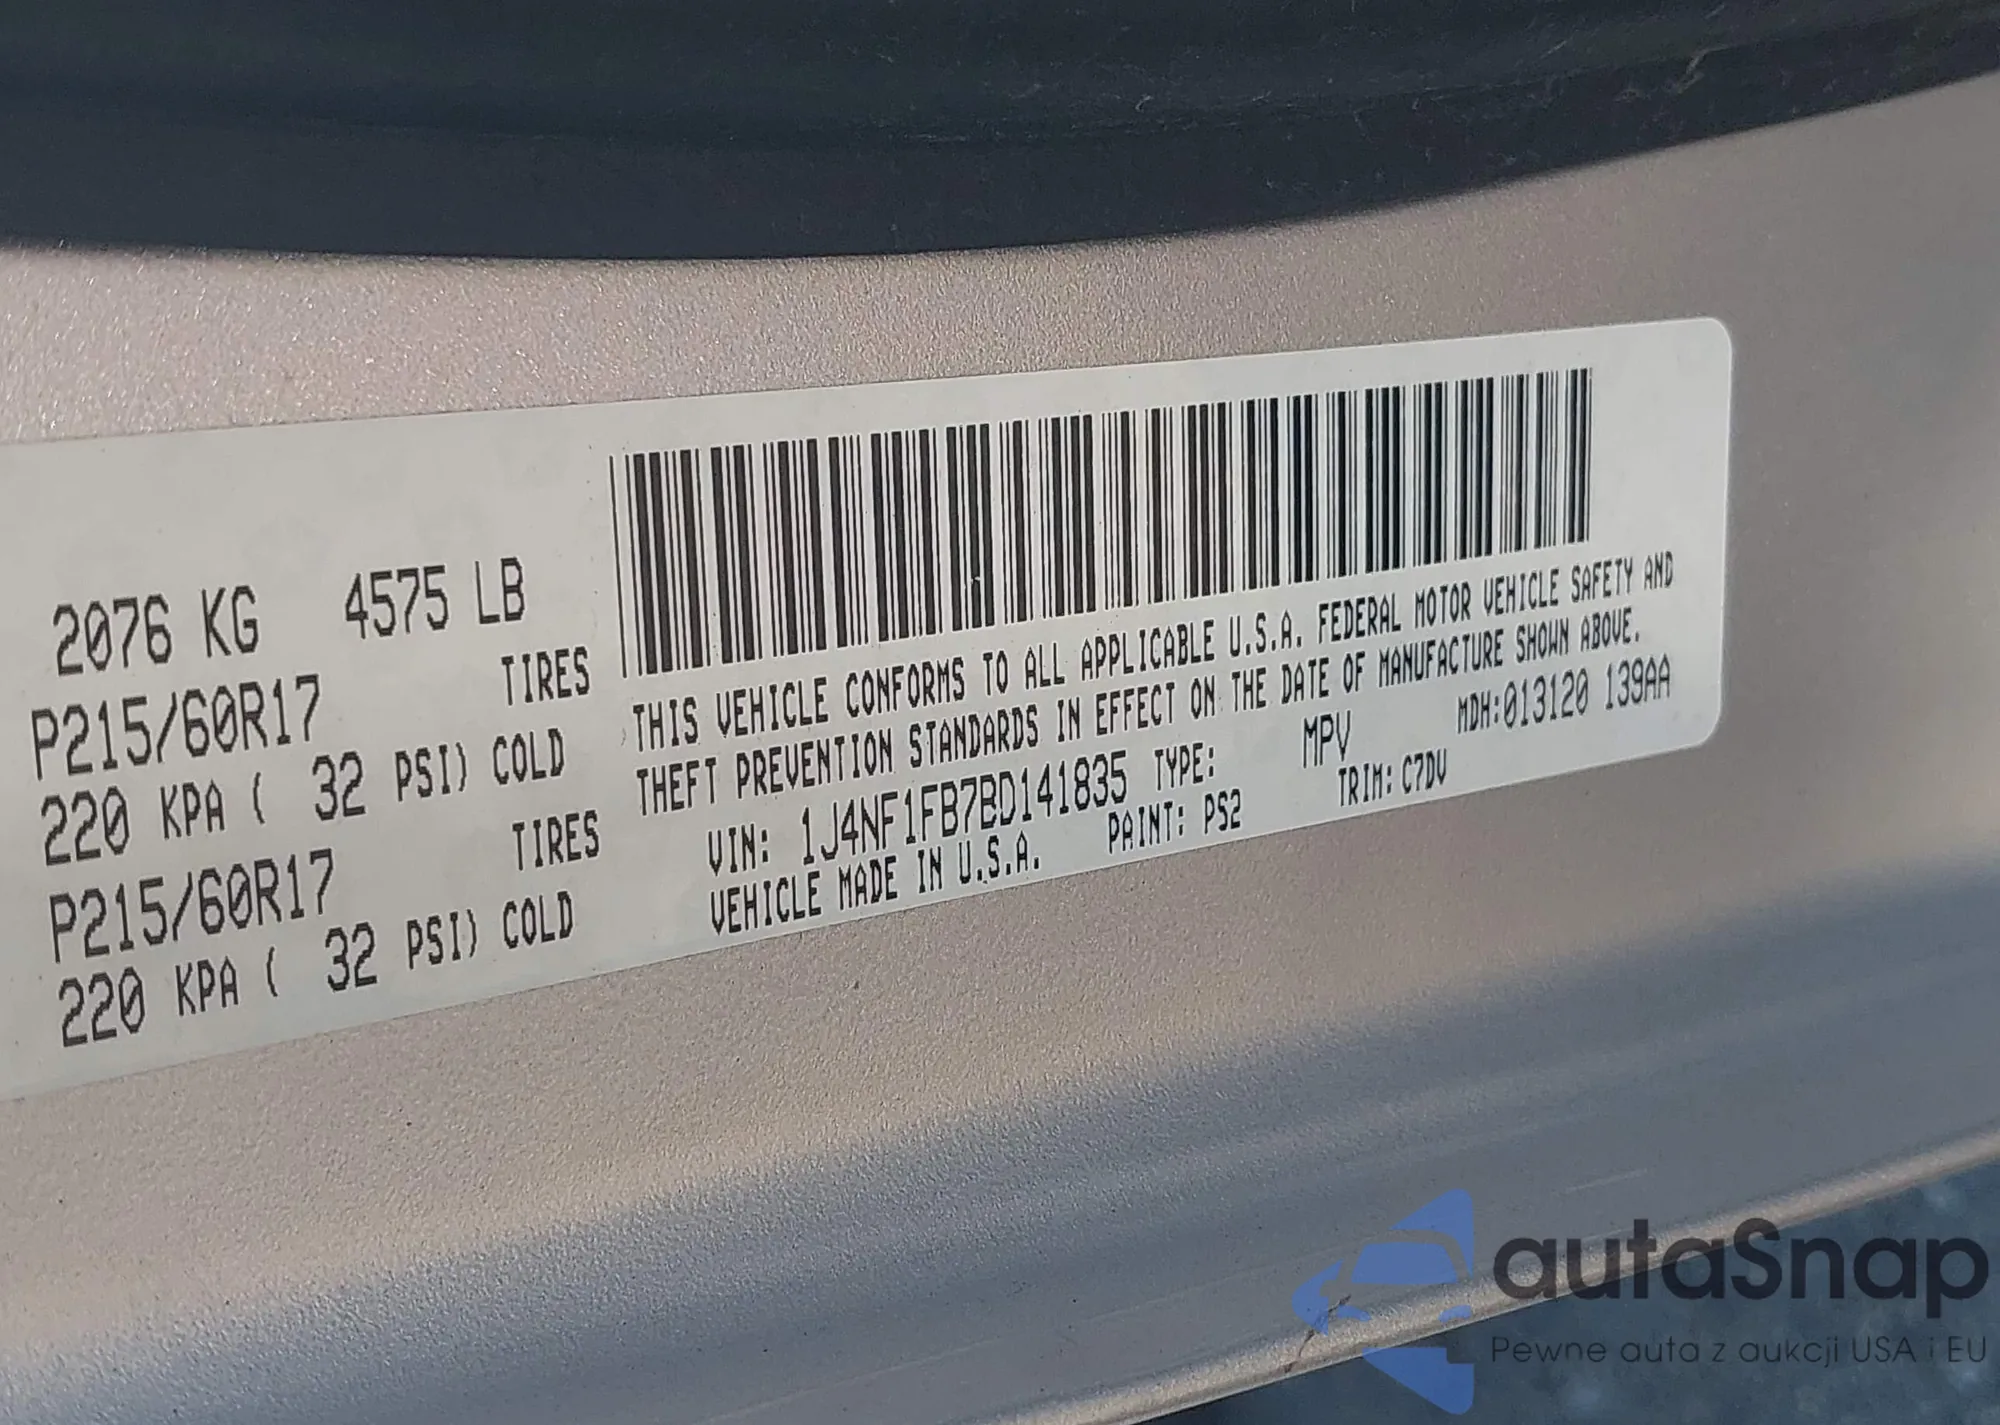 2076 KG 4575 LB
P215/60R17 TIRES
220 KPA ( 32 PSI) COLD
P215/60R17 TIRES
220 KPA ( 32 PSI) COLD
THIS VEHICLE CONFORMS TO ALL APPLICABLE U.S.A. FEDERAL MOTOR VEHICLE SAFETY AND
THEFT PREVENTION STANDARDS IN EFFECT ON THE DATE OF MANUFACTURE SHOWN ABOVE.
MDH:013120 139AA
VIN: 1J4NF1FB7BD141835 TYPE: MPV
VEHICLE MADE IN U.S.A. PAINT: PS2 TRIM: C7DV
autoSnap
Pewne auta z aukcji USA i EU